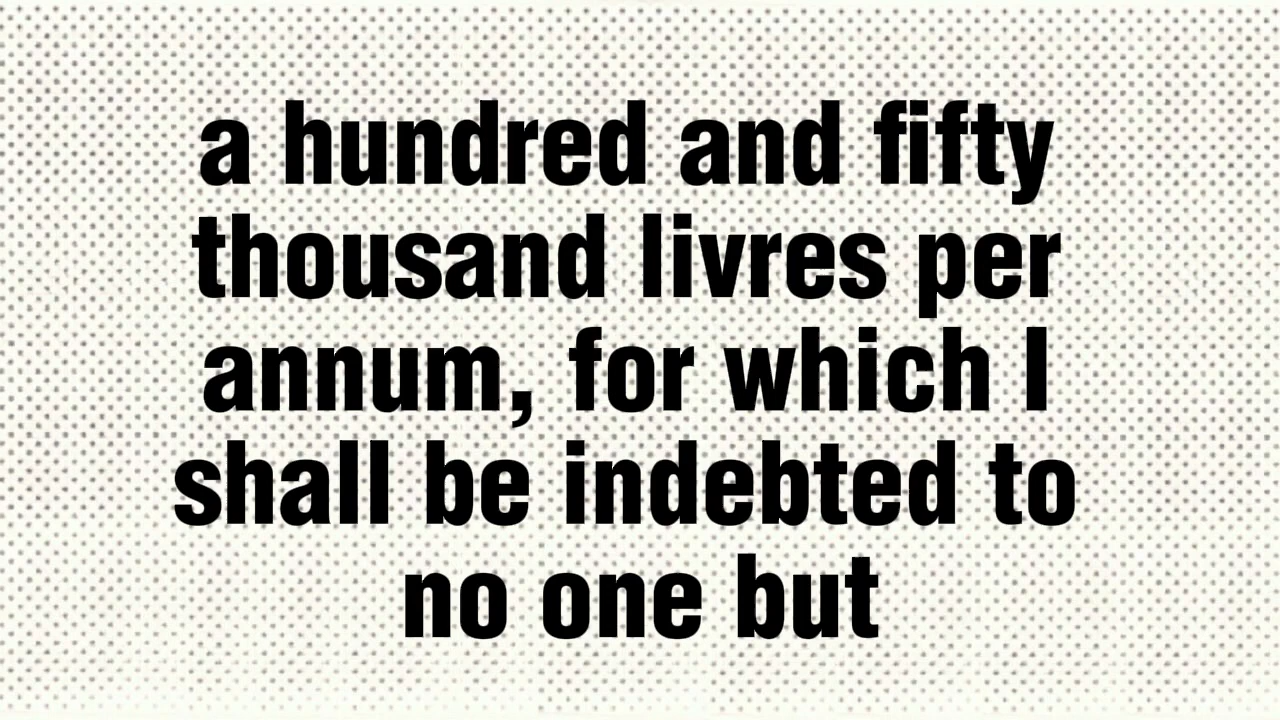 a hundred and fifty
thousand livres per
annum, for which I
shall be indebted to
no one but